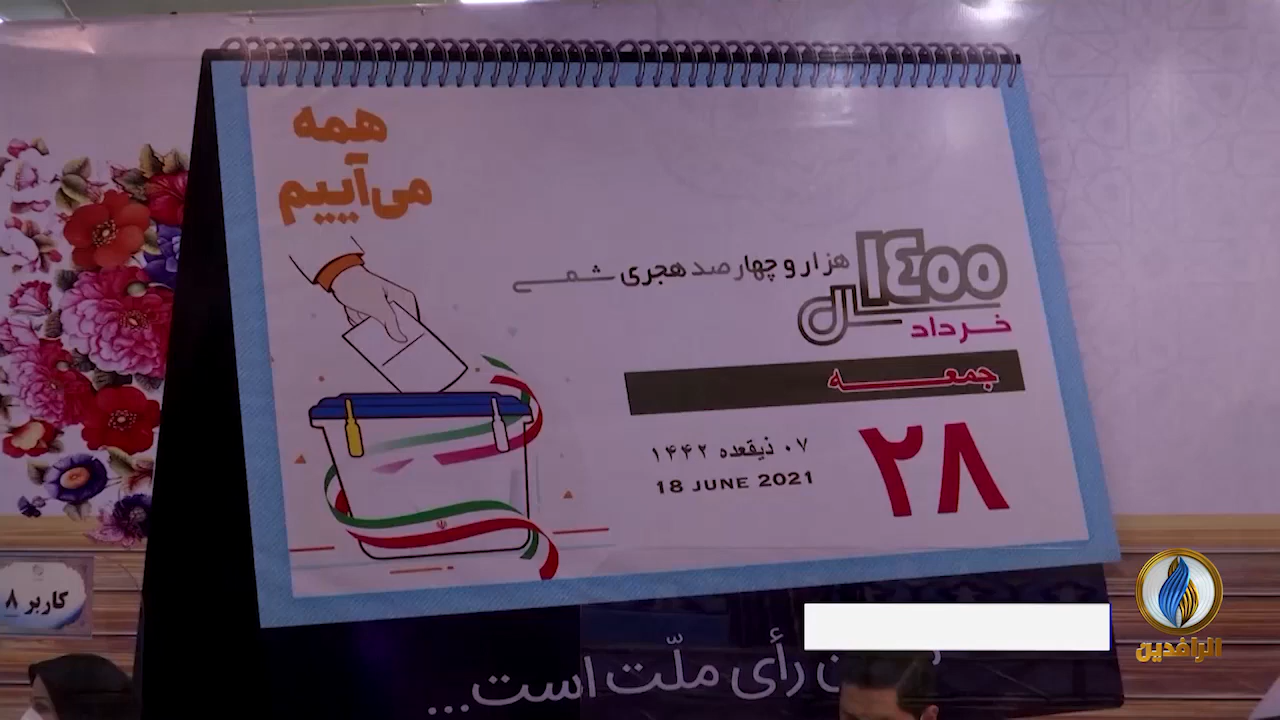 همه
می‌آییم
۱۴۰۰
هزار و چهارصد هجری شمسی
سال
خرداد
جمعه
۲۸
۰۷ ذیقعده ۱۴۴۲
18 JUNE 2021
کاربر ۸
رأی ملّت است...
الرافدين